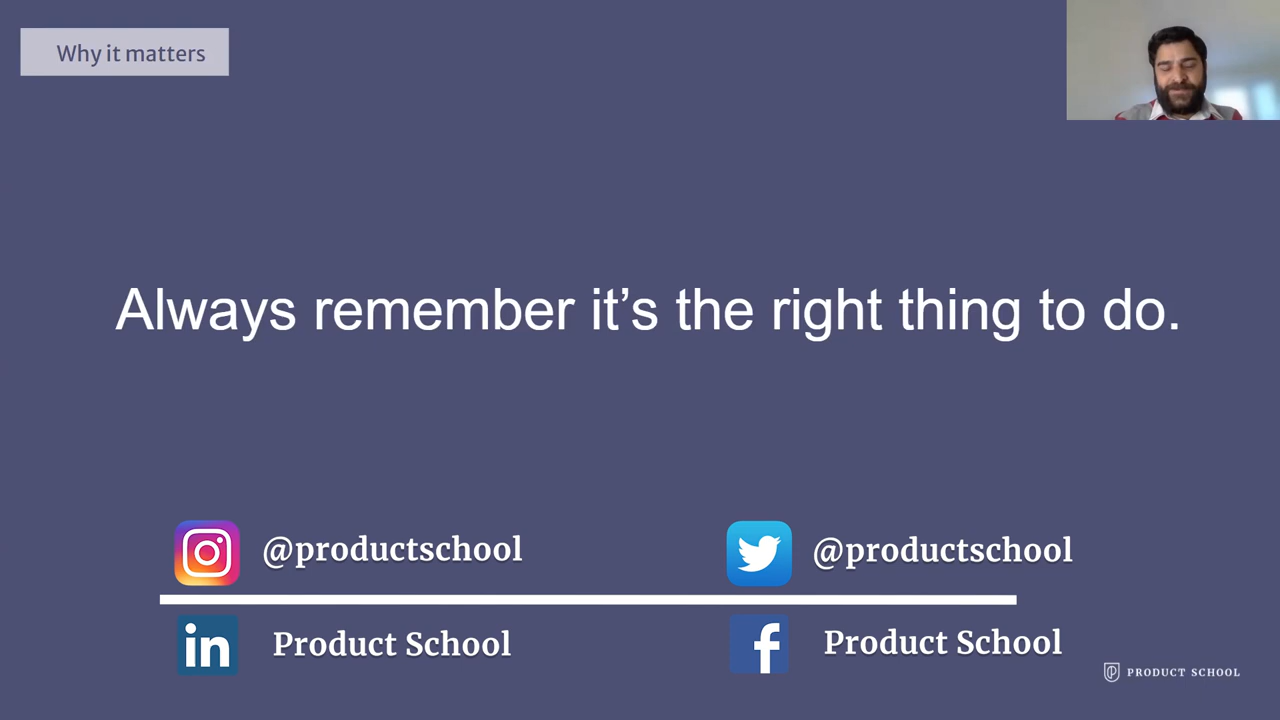 Why it matters
Always remember it’s the right thing to do.
@productschool
@productschool
in Product School
f Product School
PRODUCT SCHOOL